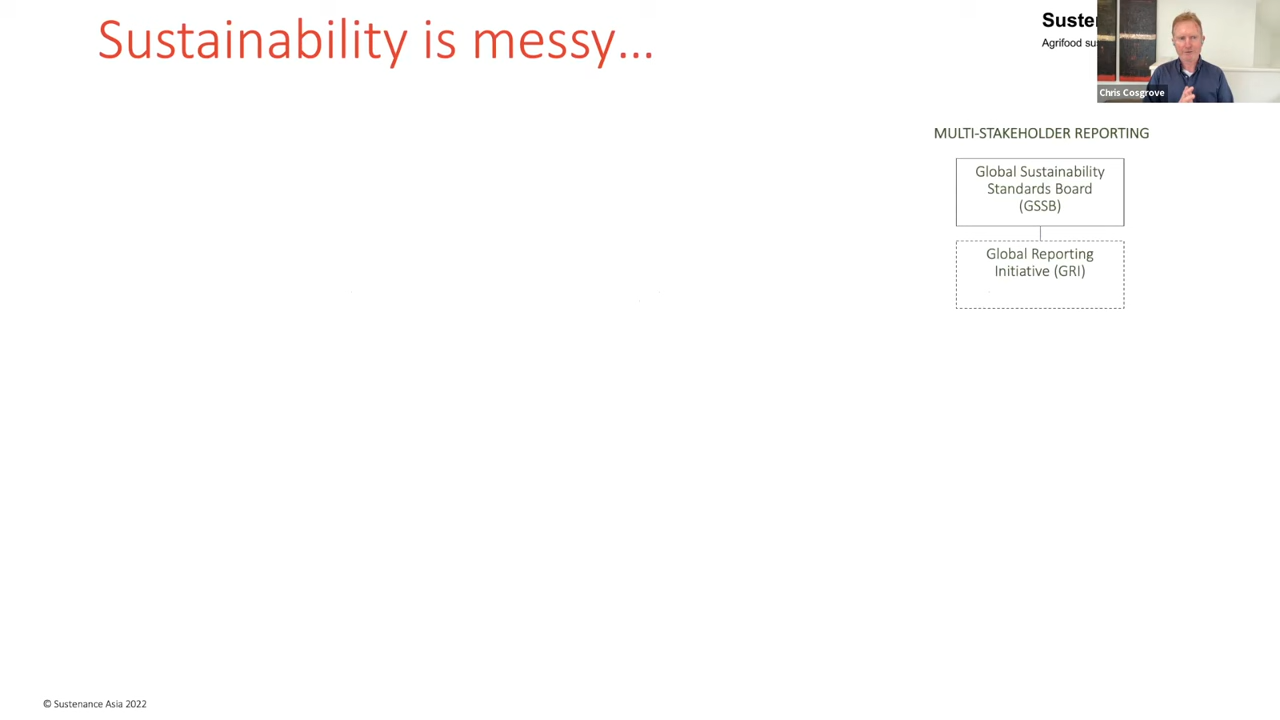 Sustainability is messy...
Agrifood
Chris Cosgrove
MULTI-STAKEHOLDER REPORTING
Global Sustainability
Standards Board
(GSSB)
Global Reporting
Initiative (GRI)
© Sustenance Asia 2022